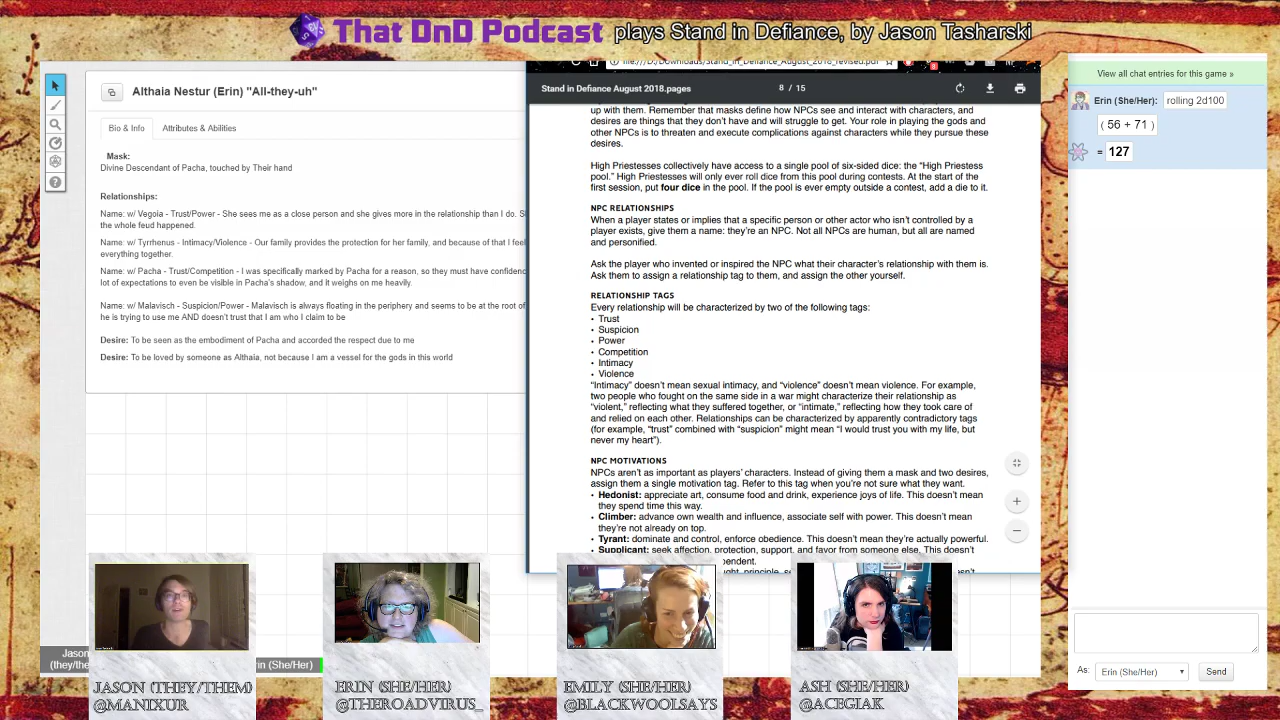 That DnD Podcast plays Stand in Defiance, by Jason Tasharski
Althaia Nestur (Erin) "All-they-uh"
Bio & Info Attributes & Abilities
Mask:
Divine Descendant of Pacha, touched by Their hand
Relationships:
Name: w/ Vegoia - Trust/Power - She sees me as a close person and she gives more in the relationship than I do.
the whole feud happened.
Name: w/ Tyrrhenus - Intimacy/Violence - Our family provides the protection for her family, and because of that I feel
everything together.
Name: w/ Pacha - Trust/Competition - I was specifically marked by Pacha for a reason, so they must have confidenc
lot of expectations to even be visible in Pacha's shadow, and it weighs on me heavily.
Name: w/ Malavisch - Suspicion/Power - Malavisch is always floating in the periphery and seems to be at the root of
he is trying to use me AND doesn't trust that I am who I claim to be
Desire: To be seen as the embodiment of Pacha and accorded the respect due to me
Desire: To be loved by someone as Althaia, not because I am a vessel for the gods in this world
file:///D:/Downloads/Stand_in_Defiance_August_2018_revised.pdf
Stand in Defiance August 2018.pages 8 / 15
up with them. Remember that masks define how NPCs see and interact with characters, and
desires are things that they don't have and will struggle to get. Your role in playing the gods and
other NPCs is to threaten and execute complications against characters while they pursue these
desires.
High Priestesses collectively have access to a single pool of six-sided dice: the "High Priestess
pool." High Priestesses will only ever roll dice from this pool during contests. At the start of the
first session, put four dice in the pool. If the pool is ever empty outside a contest, add a die to it.
NPC RELATIONSHIPS
When a player states or implies that a specific person or other actor who isn't controlled by a
player exists, give them a name: they're an NPC. Not all NPCs are human, but all are named
and personified.
Ask the player who invented or inspired the NPC what their character's relationship with them is.
Ask them to assign a relationship tag to them, and assign the other yourself.
RELATIONSHIP TAGS
Every relationship will be characterized by two of the following tags:
• Trust
• Suspicion
• Power
• Competition
• Intimacy
• Violence
"Intimacy" doesn't mean sexual intimacy, and "violence" doesn't mean violence. For example,
two people who fought on the same side in a war might characterize their relationship as
"violent," reflecting what they suffered together, or "intimate," reflecting how they took care of
and relied on each other. Relationships can be characterized by apparently contradictory tags
(for example, "trust" combined with "suspicion" might mean "I would trust you with my life, but
never my heart").
NPC MOTIVATIONS
NPCs aren't as important as players' characters. Instead of giving them a mask and two desires,
assign them a single motivation tag. Refer to this tag when you're not sure what they want.
• Hedonist: appreciate art, consume food and drink, experience joys of life. This doesn't mean
they spend time this way.
• Climber: advance own wealth and influence, associate self with power. This doesn't mean
they're not already on top.
• Tyrant: dominate and control, enforce obedience. This doesn't mean they're actually powerful.
• Supplicant: seek affection, protection, support, and favor from someone else. This doesn't
View all chat entries for this game »
Erin (She/Her): rolling 2d100
( 56 + 71 )
= 127
As: Erin (She/Her) Send
Jason
(they/the
rin (She/Her)
JASON (THEY/THEM)
@MANTHUR
ERIN (SHE/HER)
@THEROADVIRUS_
EMILY (SHE/HER)
@BLACKWOOLSAYS
ASH (SHE/HER)
@ACEGIAK